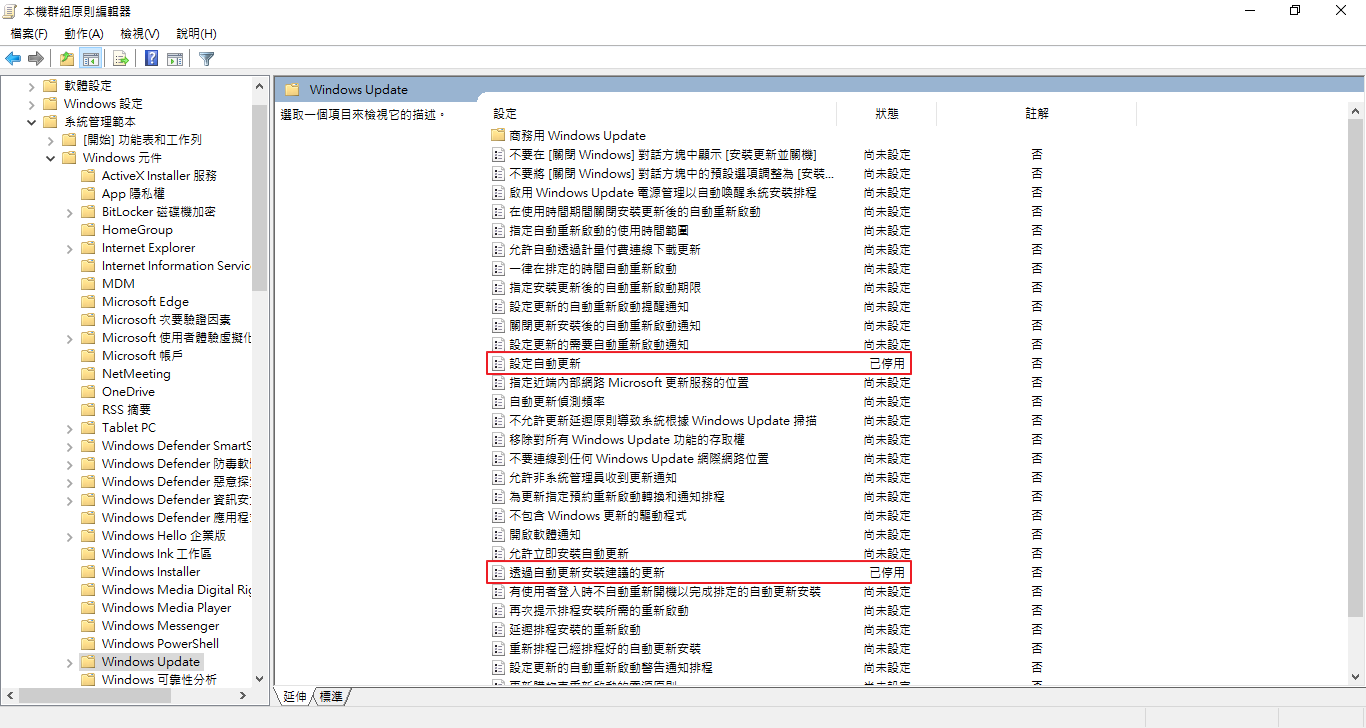 本機群組原則編輯器
檔案(F) 動作(A) 檢視(V) 說明(H)
軟體設定
Windows 設定
系統管理範本
[開始] 功能表和工作列
Windows 元件
ActiveX Installer 服務
App 隱私權
BitLocker 磁碟機加密
HomeGroup
Internet Explorer
Internet Information Servic
MDM
Microsoft Edge
Microsoft 次要驗證因素
Microsoft 使用者體驗虛擬化
Microsoft 帳戶
NetMeeting
OneDrive
RSS 摘要
Tablet PC
Windows Defender SmartS
Windows Defender 防毒軟
Windows Defender 惡意探
Windows Defender 資訊安
Windows Defender 應用程
Windows Hello 企業版
Windows Ink 工作區
Windows Installer
Windows Media Digital Rig
Windows Media Player
Windows Messenger
Windows PowerShell
Windows Update
Windows 可靠性分析
Windows Update
選取一個項目來檢視它的描述。
設定 狀態 註解
商務用 Windows Update
不要在 [關閉 Windows] 對話方塊中顯示 [安裝更新並關機] 尚未設定 否
不要將 [關閉 Windows] 對話方塊中的預設選項調整為 [安裝... 尚未設定 否
啟用 Windows Update 電源管理以自動喚醒系統安裝排程 尚未設定 否
在使用時間期間關閉安裝更新後的自動重新啟動 尚未設定 否
指定自動重新啟動的使用時間範圍 尚未設定 否
允許自動透過計量付費連線下載更新 尚未設定 否
一律在排定的時間自動重新啟動 尚未設定 否
指定安裝更新後的自動重新啟動期限 尚未設定 否
設定更新的自動重新啟動提醒通知 尚未設定 否
關閉更新安裝後的自動重新啟動通知 尚未設定 否
設定更新的需要自動重新啟動通知 尚未設定 否
設定自動更新 已停用 否
指定近端內部網路 Microsoft 更新服務的位置 尚未設定 否
自動更新偵測頻率 尚未設定 否
不允許更新延遲原則導致系統根據 Windows Update 掃描 尚未設定 否
移除對所有 Windows Update 功能的存取權 尚未設定 否
不要連線到任何 Windows Update 網際網路位置 尚未設定 否
允許非系統管理員收到更新通知 尚未設定 否
為更新指定預約重新啟動轉換和通知排程 尚未設定 否
不包含 Windows 更新的驅動程式 尚未設定 否
開啟軟體通知 尚未設定 否
允許立即安裝自動更新 尚未設定 否
透過自動更新安裝建議的更新 已停用 否
有使用者登入時不自動重新開機以完成排定的自動更新安裝 尚未設定 否
再次提示排程安裝所需的重新啟動 尚未設定 否
延遲排程安裝的重新啟動 尚未設定 否
重新排程已經排程好的自動更新安裝 尚未設定 否
設定更新的自動重新啟動警告通知排程 尚未設定 否
尚未設定 否
延伸 標準